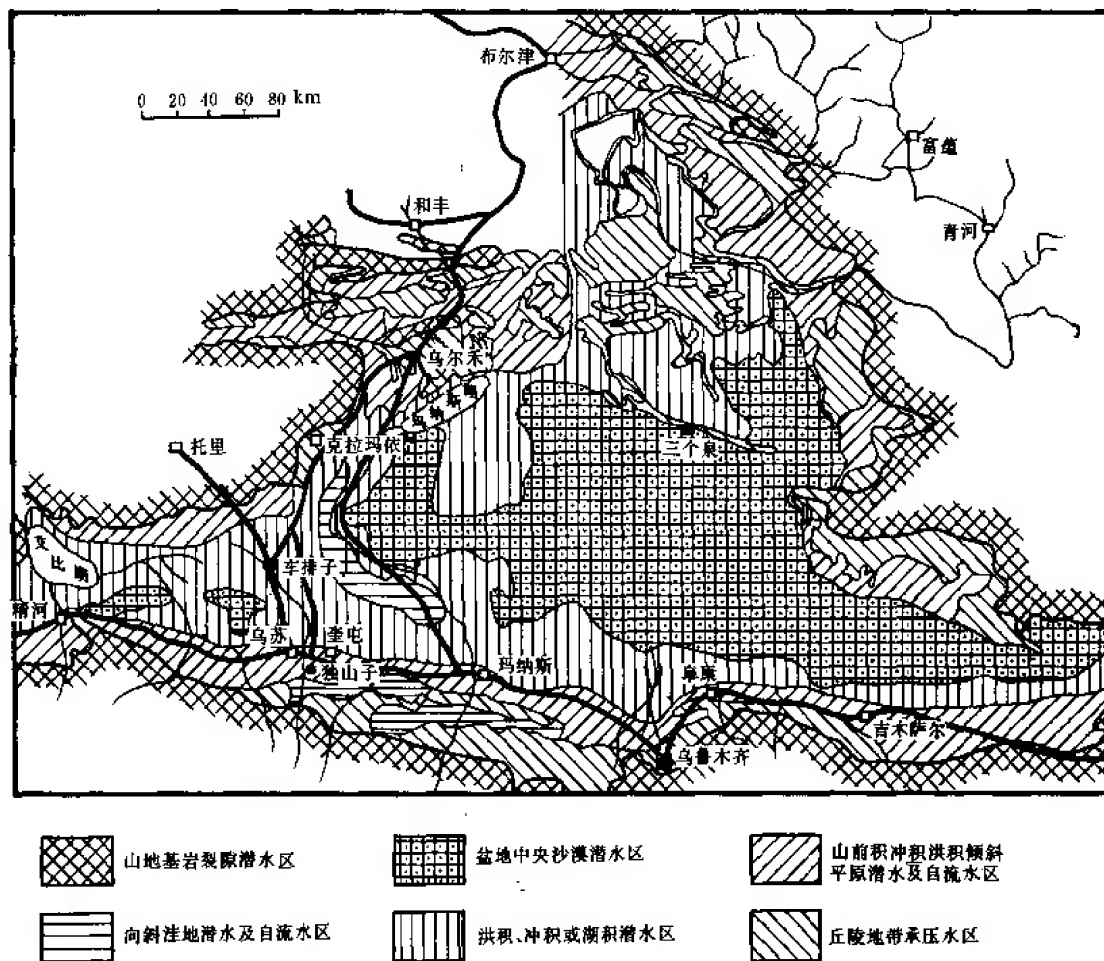 布尔津
0 20 40 60 80 km
富蕴
和丰
青河
乌尔禾
玛纳斯湖
托里
克拉玛依
三个泉
艾比湖
车排子
精河
乌苏
奎屯
独山子
玛纳斯
阜康
吉木萨尔
乌鲁木齐
山地基岩裂隙潜水区
盆地中央沙漠潜水区
山前积冲积洪积倾斜
平原潜水及自流水区
向斜洼地潜水及自流水区
洪积、冲积或湖积潜水区
丘陵地带承压水区